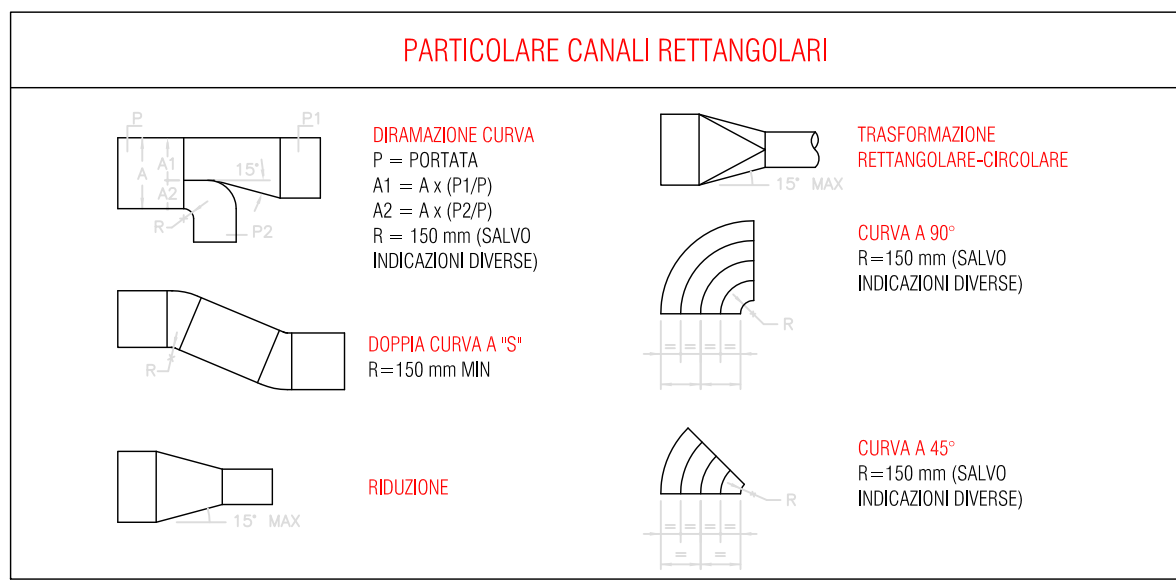 PARTICOLARE CANALI RETTANGOLARI
P
P1
A
A1
A2
15°
R
P2
DIRAMAZIONE CURVA
P = PORTATA
A1 = A x (P1/P)
A2 = A x (P2/P)
R = 150 mm (SALVO
INDICAZIONI DIVERSE)
R
DOPPIA CURVA A "S"
R=150 mm MIN
15° MAX
RIDUZIONE
15° MAX
TRASFORMAZIONE
RETTANGOLARE-CIRCOLARE
R
= = = =
CURVA A 90°
R=150 mm (SALVO
INDICAZIONI DIVERSE)
R
= = = =
= =
CURVA A 45°
R=150 mm (SALVO
INDICAZIONI DIVERSE)